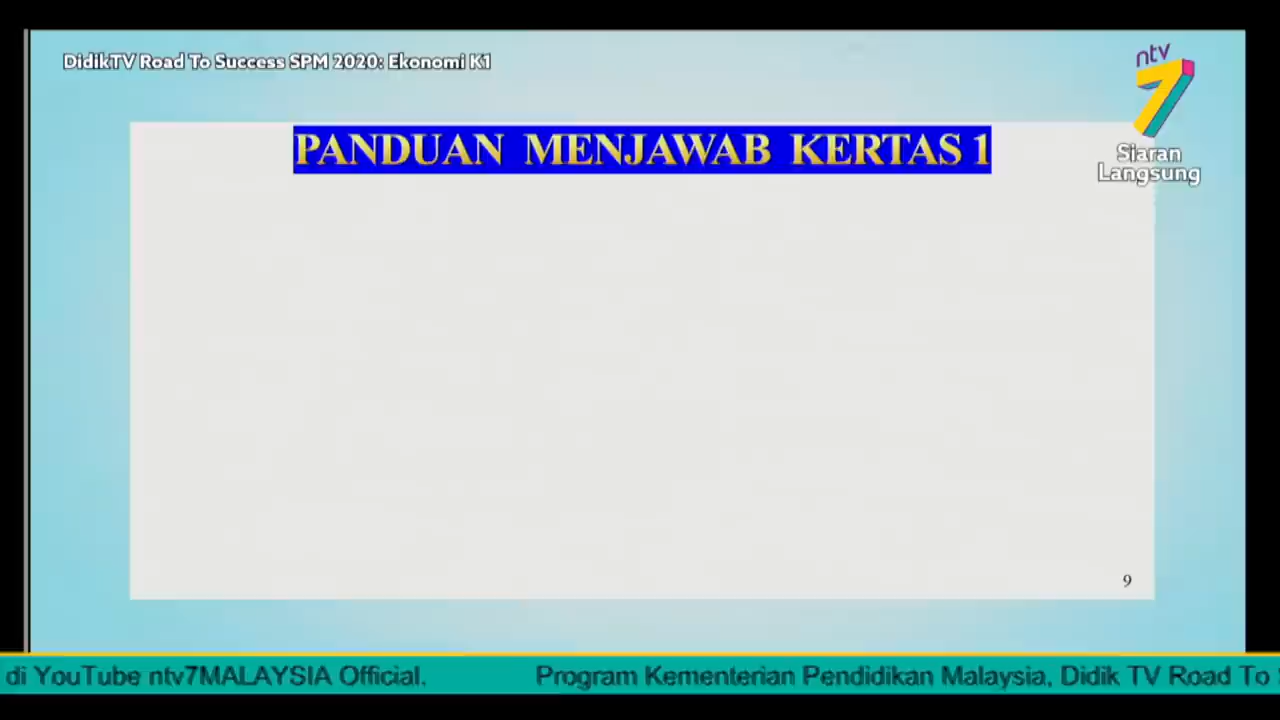 DidikTV Road To Success SPM 2020: Ekonomi K1
ntv
7
Siaran
Langsung
PANDUAN MENJAWAB KERTAS 1
9
di YouTube ntv7MALAYSIA Official. Program Kementerian Pendidikan Malaysia, Didik TV Road To